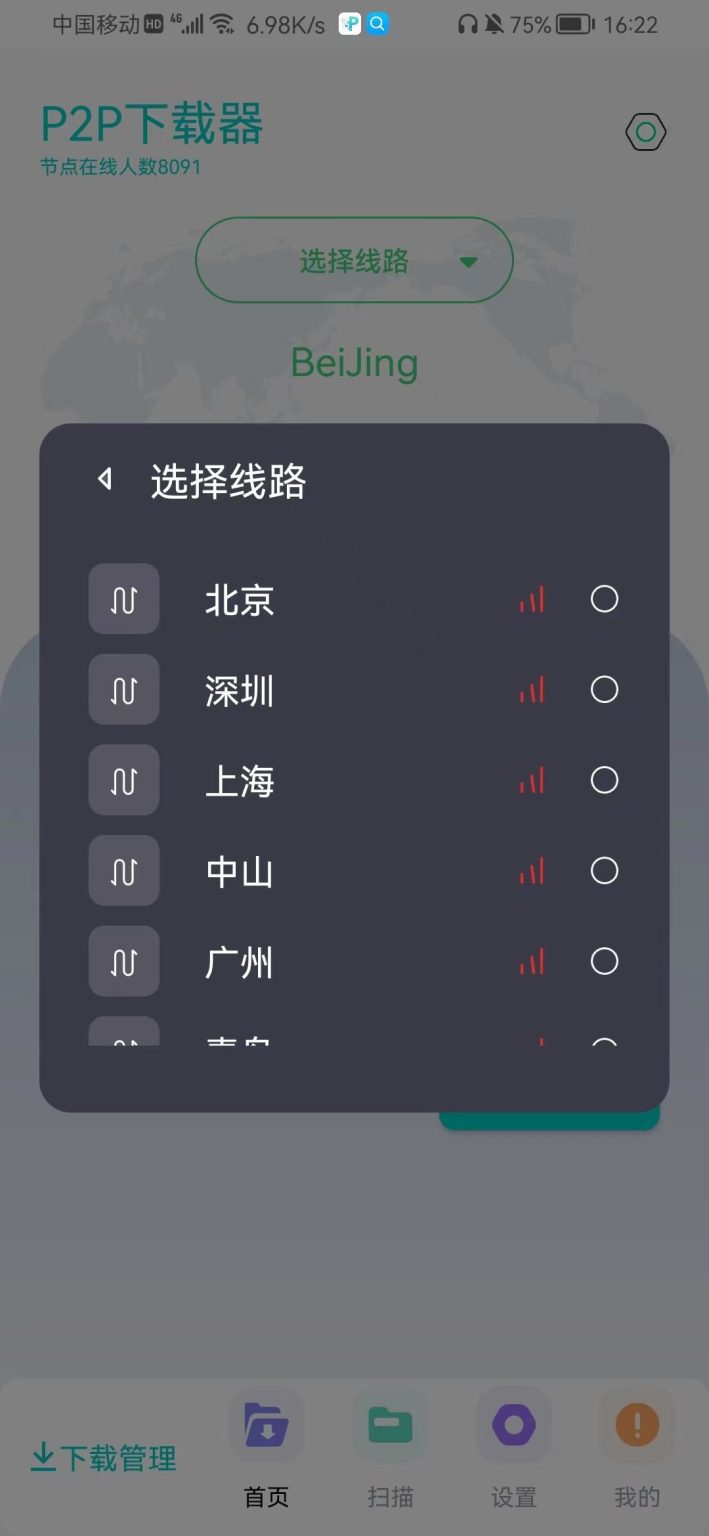 中国移动 HD 4G 6.98K/s 75% 16:22
P2P下载器
节点在线人数8091
选择线路
BeiJing
选择线路
北京
深圳
上海
中山
广州
下载管理
首页
扫描
设置
我的